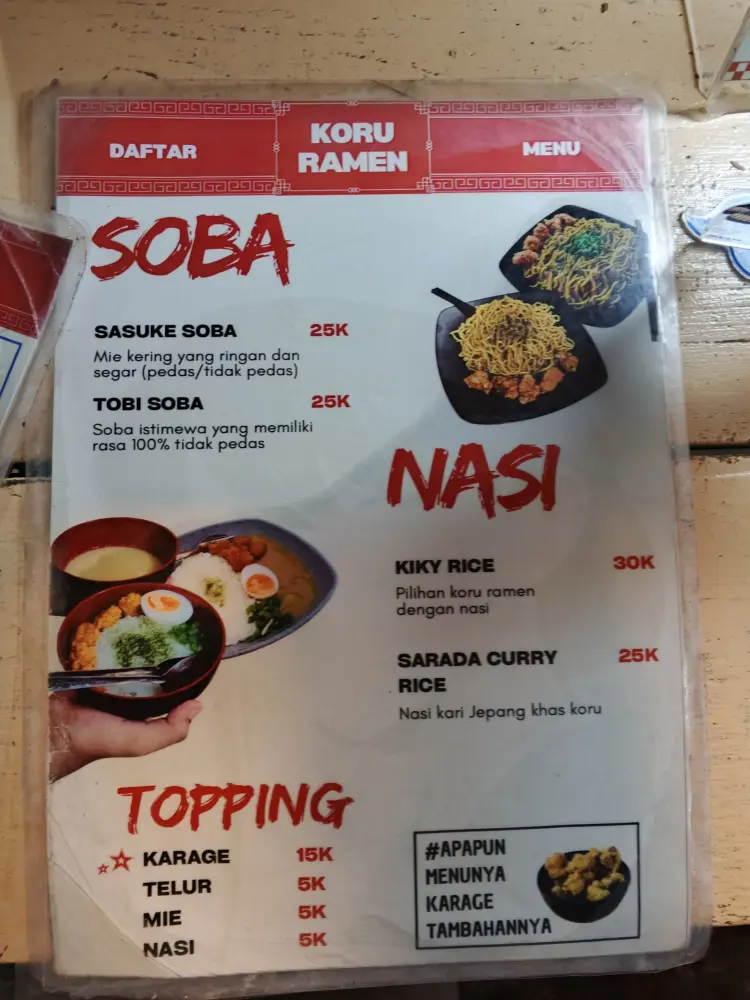 DAFTAR
KORU
RAMEN
MENU
SOBA
SASUKE SOBA 25K
Mie kering yang ringan dan
segar (pedas/tidak pedas)
TOBI SOBA 25K
Soba istimewa yang memiliki
rasa 100% tidak pedas
NASI
KIKY RICE 30K
Pilihan koru ramen
dengan nasi
SARADA CURRY 25K
RICE
Nasi kari Jepang khas koru
TOPPING
KARAGE 15K
TELUR 5K
MIE 5K
NASI 5K
#APAPUN
MENUNYA
KARAGE
TAMBAHANNYA